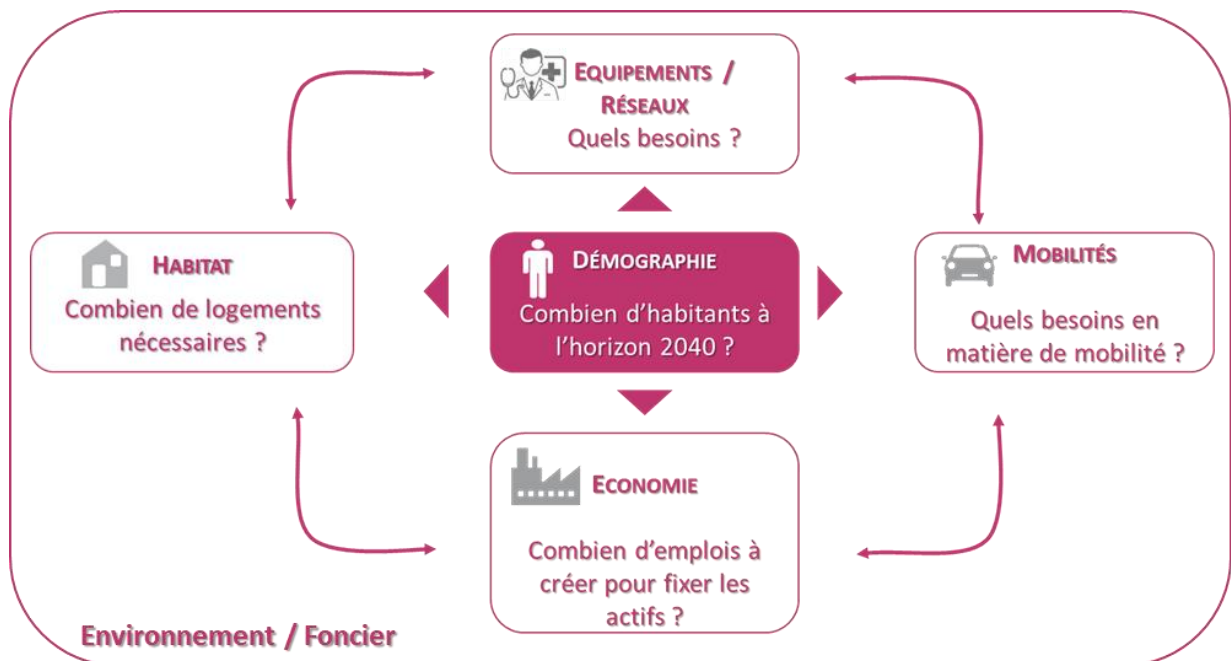 EQUIPEMENTS /
RÉSEAUX
Quels besoins ?
HABITAT
Combien de logements
nécessaires ?
DÉMOGRAPHIE
Combien d'habitants à
l'horizon 2040 ?
MOBILITÉS
Quels besoins en
matière de mobilité ?
ECONOMIE
Combien d'emplois à
créer pour fixer les
actifs ?
Environnement / Foncier